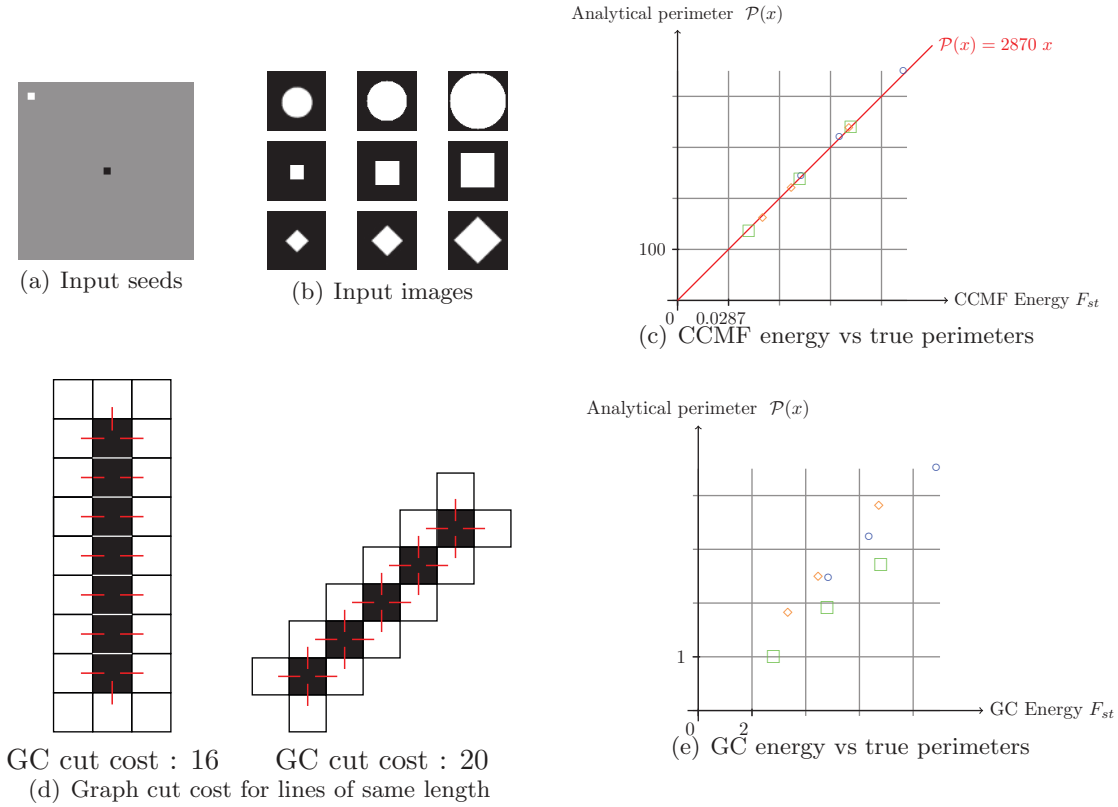 Analytical perimeter P(x)
P(x) = 2870 x
100
0
0.0287
CCMF Energy F_st
(a) Input seeds
(b) Input images
(c) CCMF energy vs true perimeters
Analytical perimeter P(x)
1
0
2
GC Energy F_st
GC cut cost : 16
GC cut cost : 20
(d) Graph cut cost for lines of same length
(e) GC energy vs true perimeters